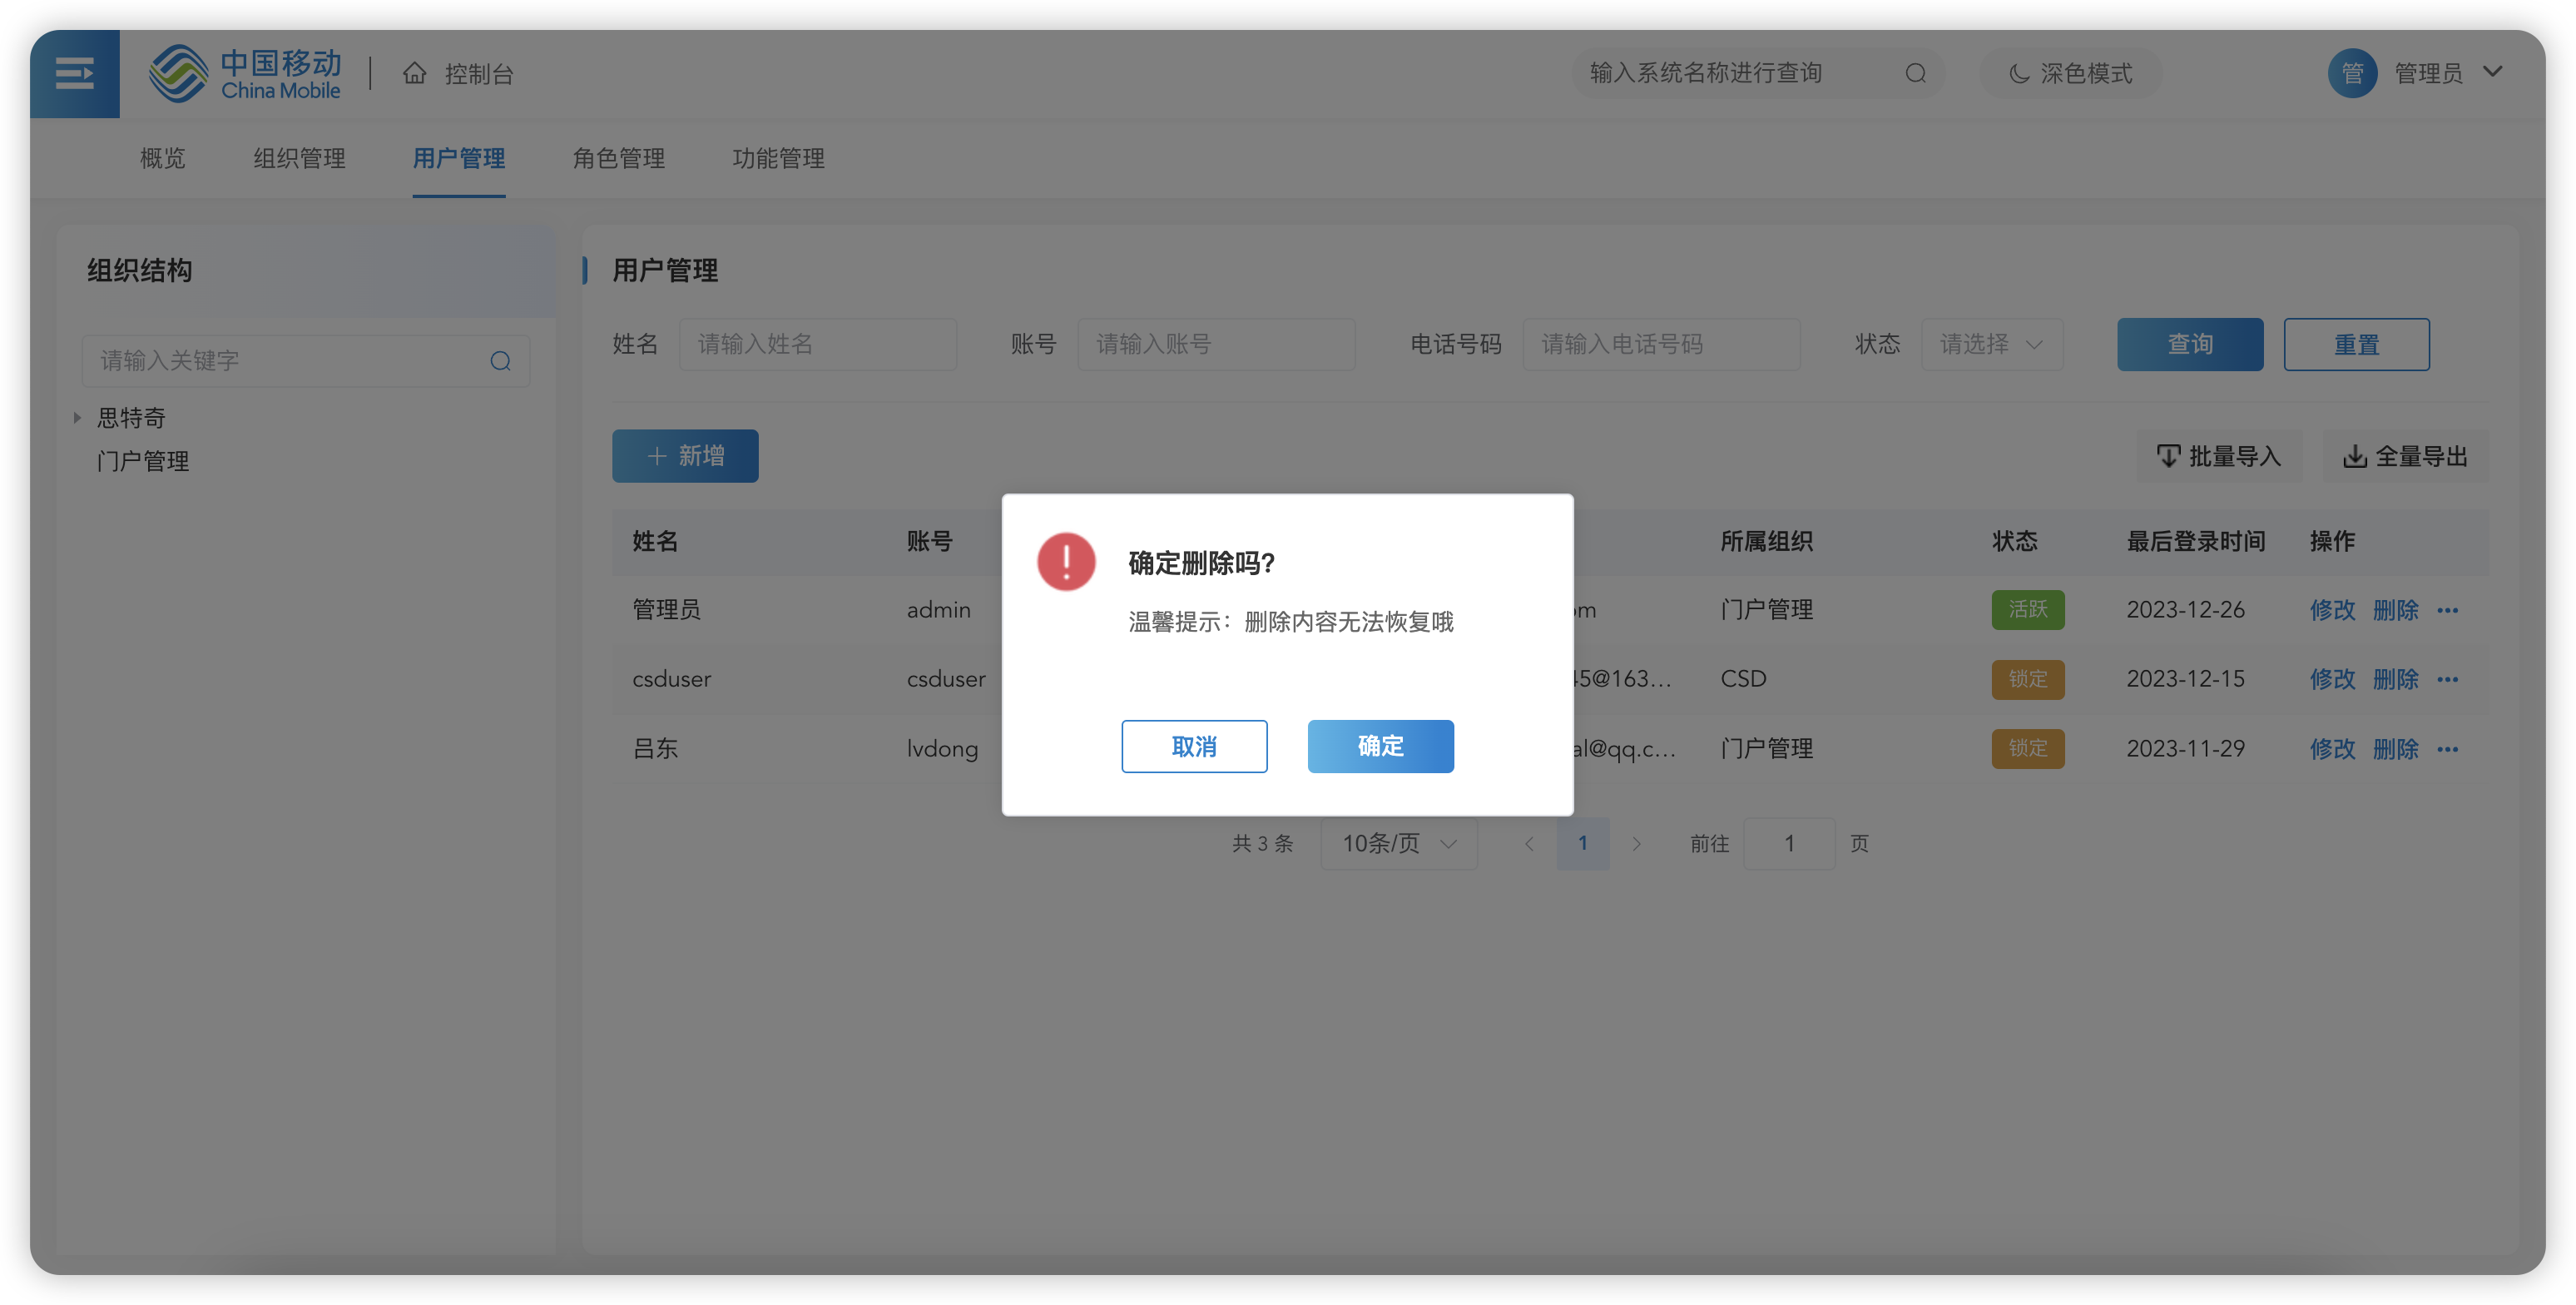 中国移动
China Mobile
控制台
输入系统名称进行查询
深色模式
管
管理员
概览
组织管理
用户管理
角色管理
功能管理
组织结构
请输入关键字
思特奇
门户管理
用户管理
姓名 请输入姓名 账号 请输入账号 电话号码 请输入电话号码 状态 请选择 查询 重置
新增
批量导入 全量导出
姓名 账号 所属组织 状态 最后登录时间 操作
管理员 admin om 门户管理 活跃 2023-12-26 修改 删除 •••
csduser csduser 45@163... CSD 锁定 2023-12-15 修改 删除 •••
吕东 lvdong al@qq.c... 门户管理 锁定 2023-11-29 修改 删除 •••
确定删除吗?
温馨提示：删除内容无法恢复哦
取消 确定
共 3 条 10条/页 1 前往 1 页